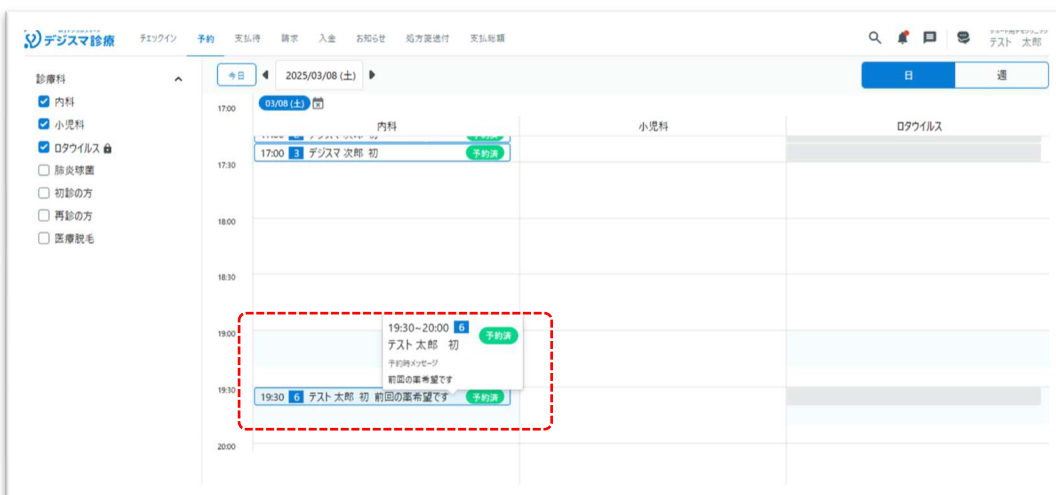 デジスマ診療
チェックイン 予約 支払待 請求 入金 お知らせ 処方箋送付 支払総額
テスト 太郎
診療科
内科
小児科
ロタウイルス
肺炎球菌
初診の方
再診の方
医療脱毛
今日 2025/03/08 (土) 日 週
03/08 (土)
内科 小児科 ロタウイルス
17:00
17:00 3 デジスマ 次郎 初 予約済
17:30
18:00
18:30
19:00
19:30~20:00 6 予約済
テスト 太郎 初
予約時メッセージ
前回の薬希望です
19:30
19:30 6 テスト 太郎 初 前回の薬希望です 予約済
20:00